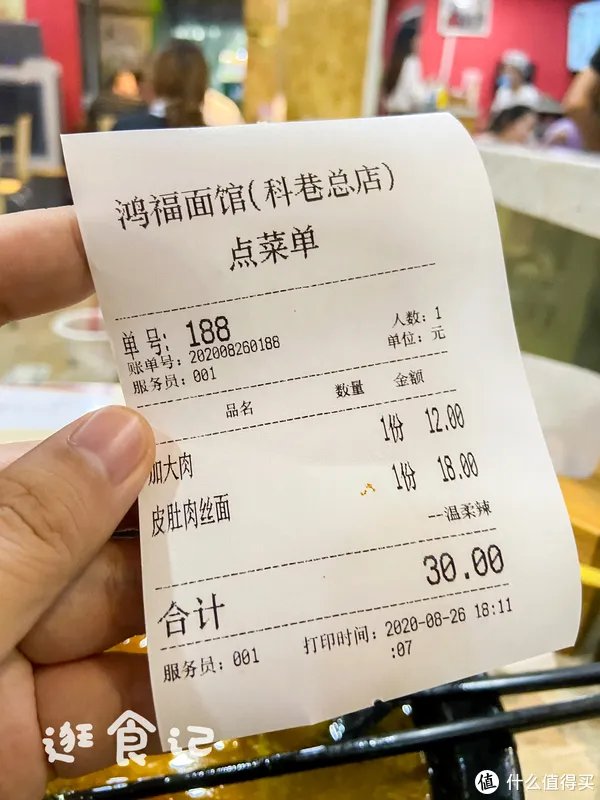 鸿福面馆(科巷总店)
点菜单
单号: 188 人数: 1
账单号: 202008260188 单位: 元
服务员: 001
品名 数量 金额
加大肉 1份 12.00
皮肚肉丝面 1份 18.00
--温柔辣
合计 30.00
服务员: 001 打印时间: 2020-08-26 18:11
:07
逛食记
值 什么值得买